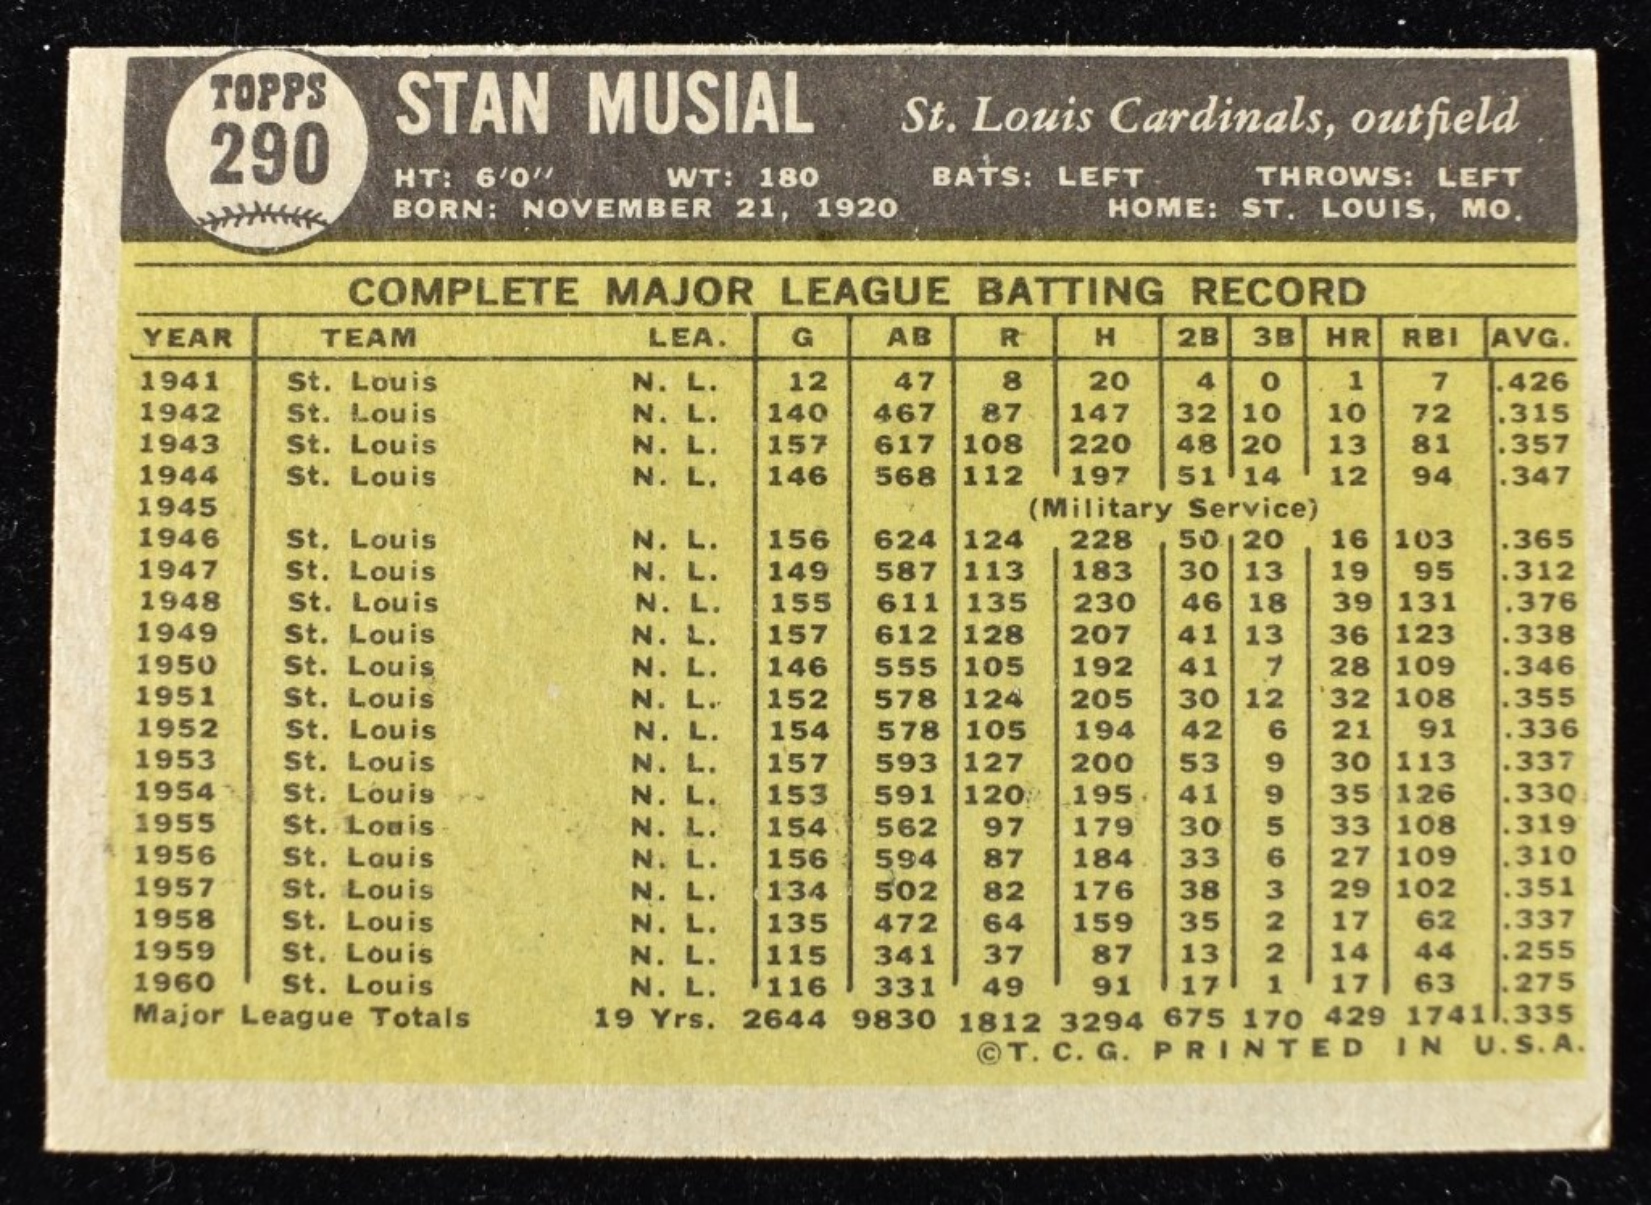 TOPPS
290
STAN MUSIAL St. Louis Cardinals, outfield
HT: 6'0" WT: 180 BATS: LEFT THROWS: LEFT
BORN: NOVEMBER 21, 1920 HOME: ST. LOUIS, MO.
COMPLETE MAJOR LEAGUE BATTING RECORD
YEAR TEAM LEA. G AB R H 2B 3B HR RBI AVG.
1941 St. Louis N. L. 12 47 8 20 4 0 1 7 .426
1942 St. Louis N. L. 140 467 87 147 32 10 10 72 .315
1943 St. Louis N. L. 157 617 108 220 48 20 13 81 .357
1944 St. Louis N. L. 146 568 112 197 51 14 12 94 .347
1945 (Military Service)
1946 St. Louis N. L. 156 624 124 228 50 20 16 103 .365
1947 St. Louis N. L. 149 587 113 183 30 13 19 95 .312
1948 St. Louis N. L. 155 611 135 230 46 18 39 131 .376
1949 St. Louis N. L. 157 612 128 207 41 13 36 123 .338
1950 St. Louis N. L. 146 555 105 192 41 7 28 109 .346
1951 St. Louis N. L. 152 578 124 205 30 12 32 108 .355
1952 St. Louis N. L. 154 578 105 194 42 6 21 91 .336
1953 St. Louis N. L. 157 593 127 200 53 9 30 113 .337
1954 St. Louis N. L. 153 591 120 195 41 9 35 126 .330
1955 St. Louis N. L. 154 562 97 179 30 5 33 108 .319
1956 St. Louis N. L. 156 594 87 184 33 6 27 109 .310
1957 St. Louis N. L. 134 502 82 176 38 3 29 102 .351
1958 St. Louis N. L. 135 472 64 159 35 2 17 62 .337
1959 St. Louis N. L. 115 341 37 87 13 2 14 44 .255
1960 St. Louis N. L. 116 331 49 91 17 1 17 63 .275
Major League Totals 19 Yrs. 2644 9830 1812 3294 675 170 429 1741 .335
©T. C. G. PRINTED IN U.S.A.